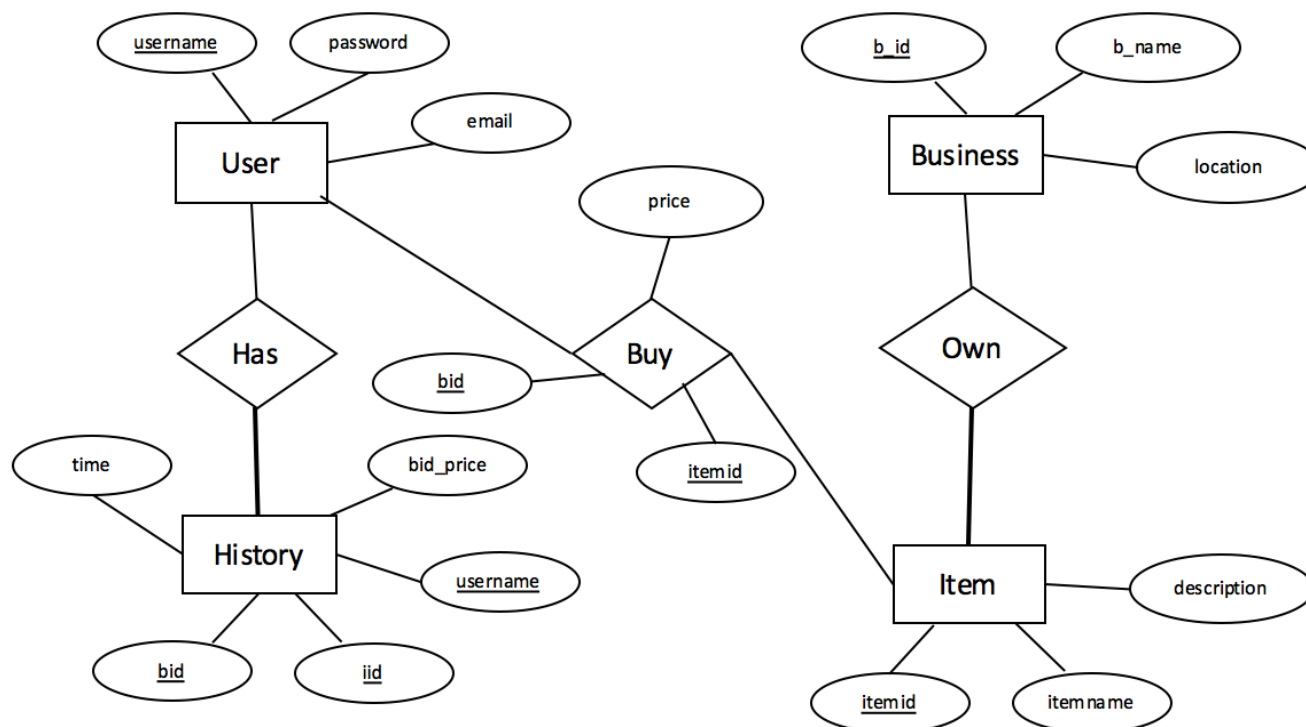 username
password
b_id
b_name
email
User
Business
location
price
Has
Buy
Own
bid
time
bid_price
itemid
History
username
Item
description
bid
iid
itemid
itemname